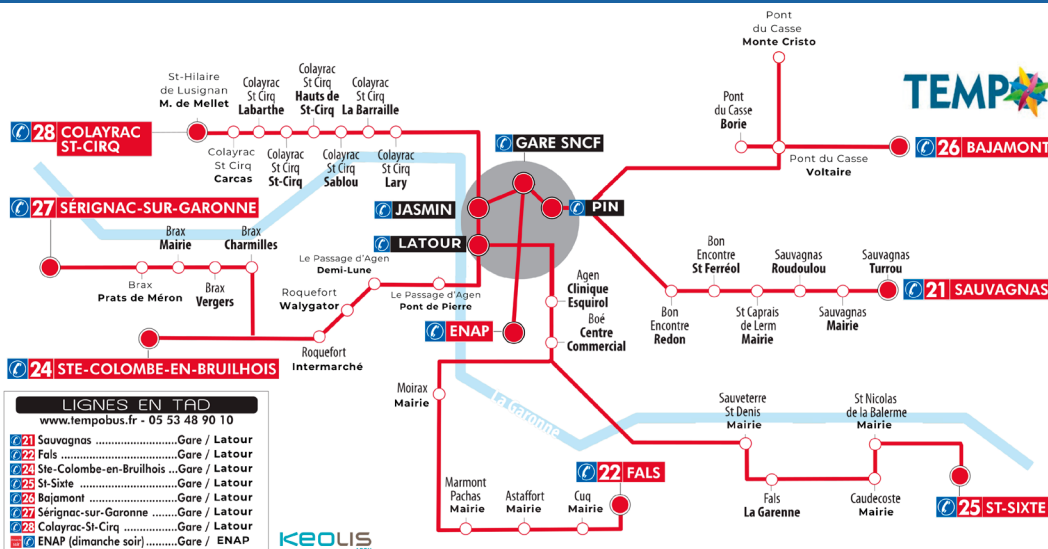 Pont
du Casse
Monte Cristo
TEMPO
St-Hilaire
de Lusignan
M. de Mellet
Colayrac
St Cirq
Labarthe
Colayrac
St Cirq
Hauts de
St-Cirq
Colayrac
St Cirq
La Barraille
Pont
du Casse
Borie
28 COLAYRAC
ST-CIRQ
GARE SNCF
26 BAJAMONT
Colayrac
St Cirq
Carcas
Colayrac
St Cirq
St-Cirq
Colayrac
St Cirq
Sablou
Colayrac
St Cirq
Lary
Pont du Casse
Voltaire
27 SÉRIGNAC-SUR-GARONNE
JASMIN
PIN
LATOUR
Brax
Mairie
Brax
Charmilles
Le Passage d'Agen
Demi-Lune
Bon
Encontre
St Ferréol
Sauvagnas
Roudoulou
Sauvagnas
Turrou
Brax
Prats de Méron
Brax
Vergers
Roquefort
Walygator
Le Passage d'Agen
Pont de Pierre
Agen
Clinique
Esquirol
21 SAUVAGNAS
Bon
Encontre
Redon
St Caprais
de Lerm
Mairie
Sauvagnas
Mairie
ENAP
Boé
Centre
Commercial
Roquefort
Intermarché
24 STE-COLOMBE-EN-BRUILHOIS
Moirax
Mairie
La Garonne
Sauveterre
St Denis
Mairie
St Nicolas
de la Balerme
Mairie
LIGNES EN TAD
www.tempobus.fr - 05 53 48 90 10
21 Sauvagnas ..........................Gare / Latour
22 Fals ..........................Gare / Latour
24 Ste-Colombe-en-Bruilhois ...Gare / Latour
25 St-Sixte ..........................Gare / Latour
26 Bajamont ..........................Gare / Latour
27 Sérignac-sur-Garonne .........Gare / Latour
28 Colayrac-St-Cirq ................Gare / Latour
ENAP (dimanche soir) .........Gare / ENAP
22 FALS
Marmont
Pachas
Mairie
Astaffort
Mairie
Cuq
Mairie
Fals
La Garenne
Caudecoste
Mairie
25 ST-SIXTE
KEOLIS